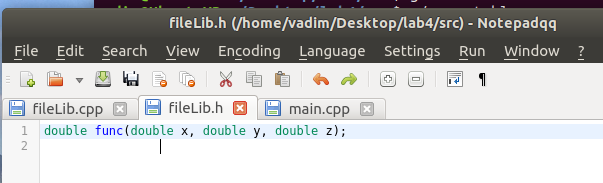 fileLib.h (/home/vadim/Desktop/lab4/src) - Notepadqq
File Edit Search View Encoding Language Settings Run Window ?
fileLib.cpp fileLib.h main.cpp
1 double func(double x, double y, double z);
2